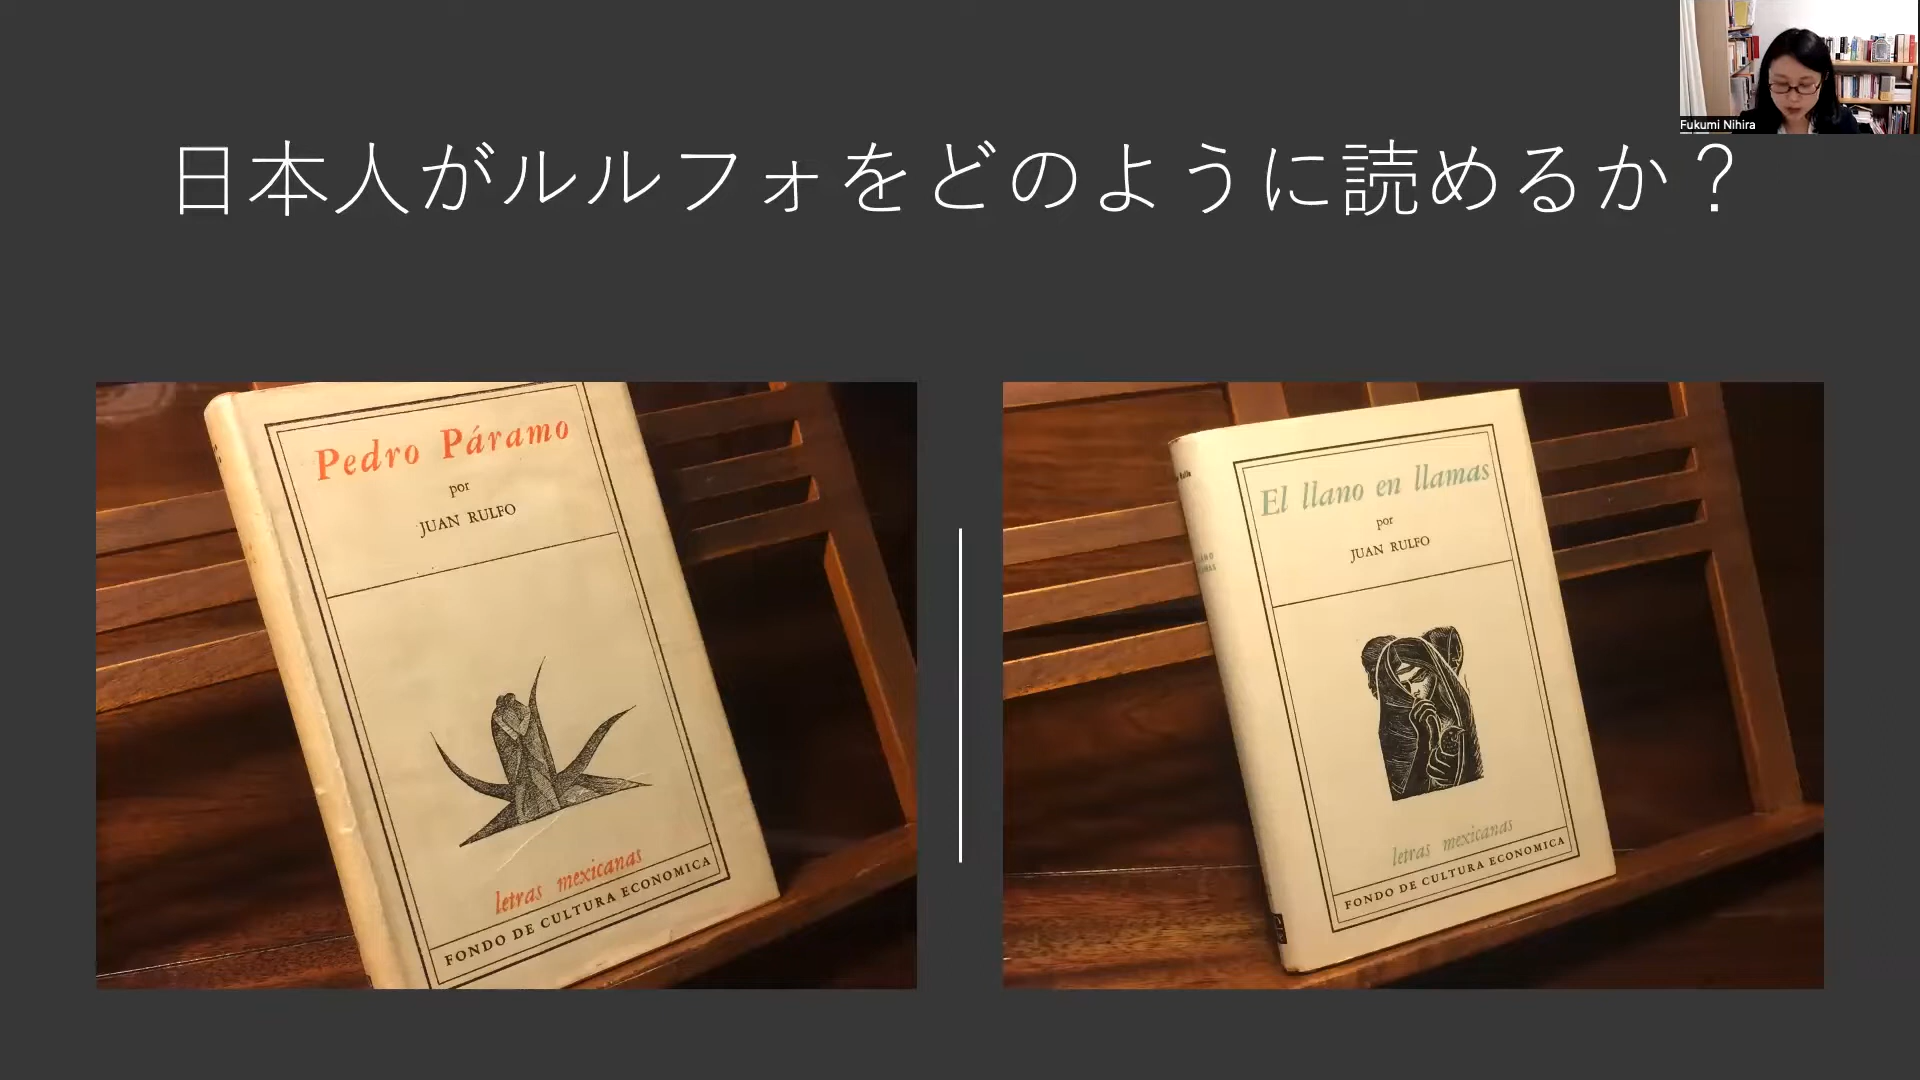 Fukumi Nihira
日本人がルルフォをどのように読めるか？
Pedro Páramo
por
JUAN RULFO
letras mexicanas
FONDO DE CULTURA ECONOMICA
El llano en llamas
por
JUAN RULFO
letras mexicanas
FONDO DE CULTURA ECONOMICA